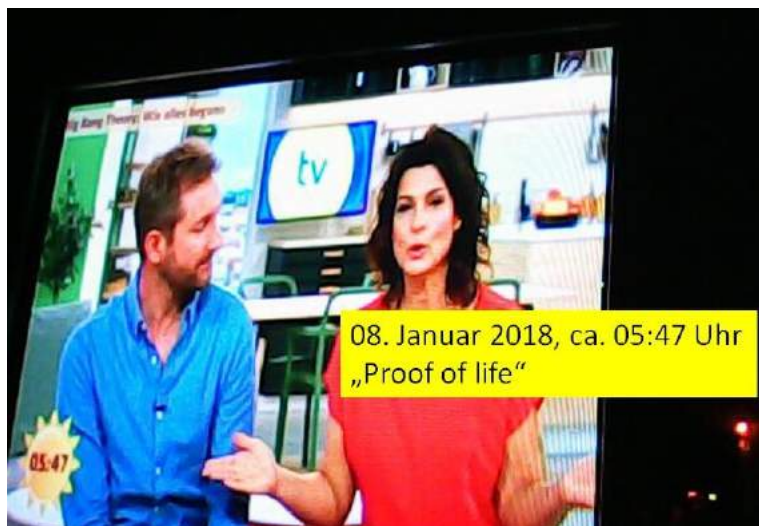 Big Bang Theory: Wie alles begann
tv
08. Januar 2018, ca. 05:47 Uhr
„Proof of life“
05:47